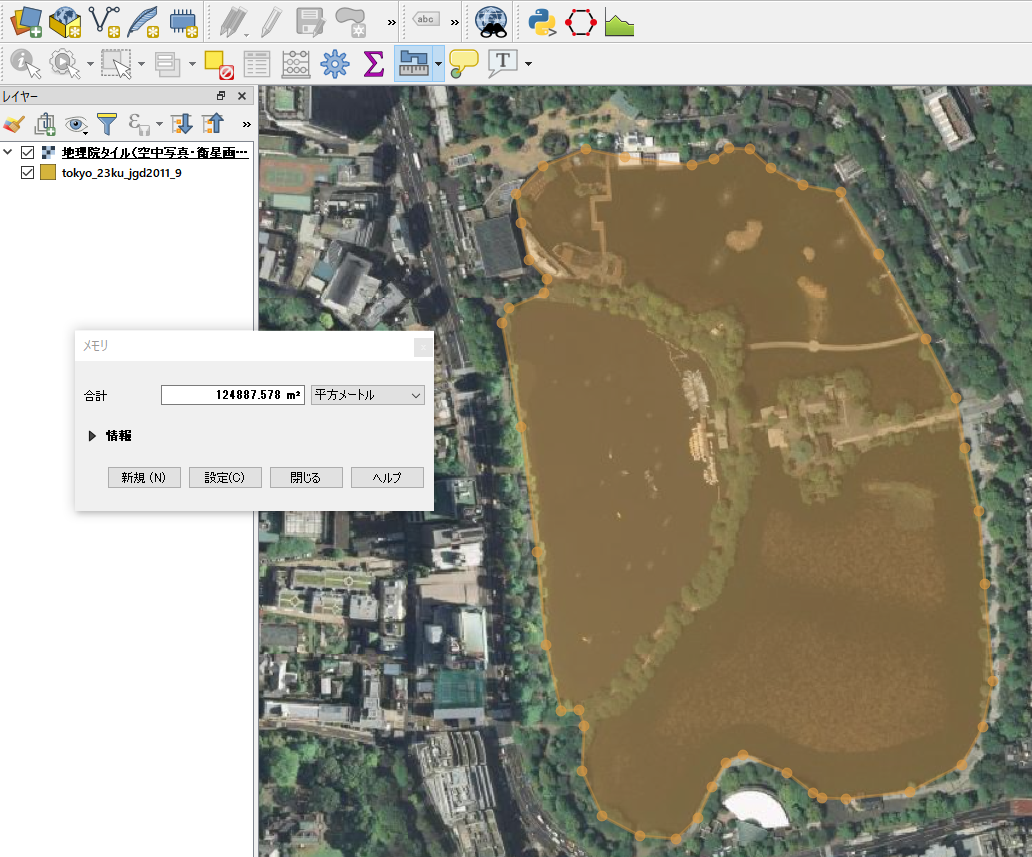 abc
»
»
T
レイヤー
»
地理院タイル(空中写真・衛星画…
tokyo_23ku_jgd2011_9
メモリ
合計
124887.578 m²
平方メートル
情報
新規 (N)
設定(C)
閉じる
ヘルプ